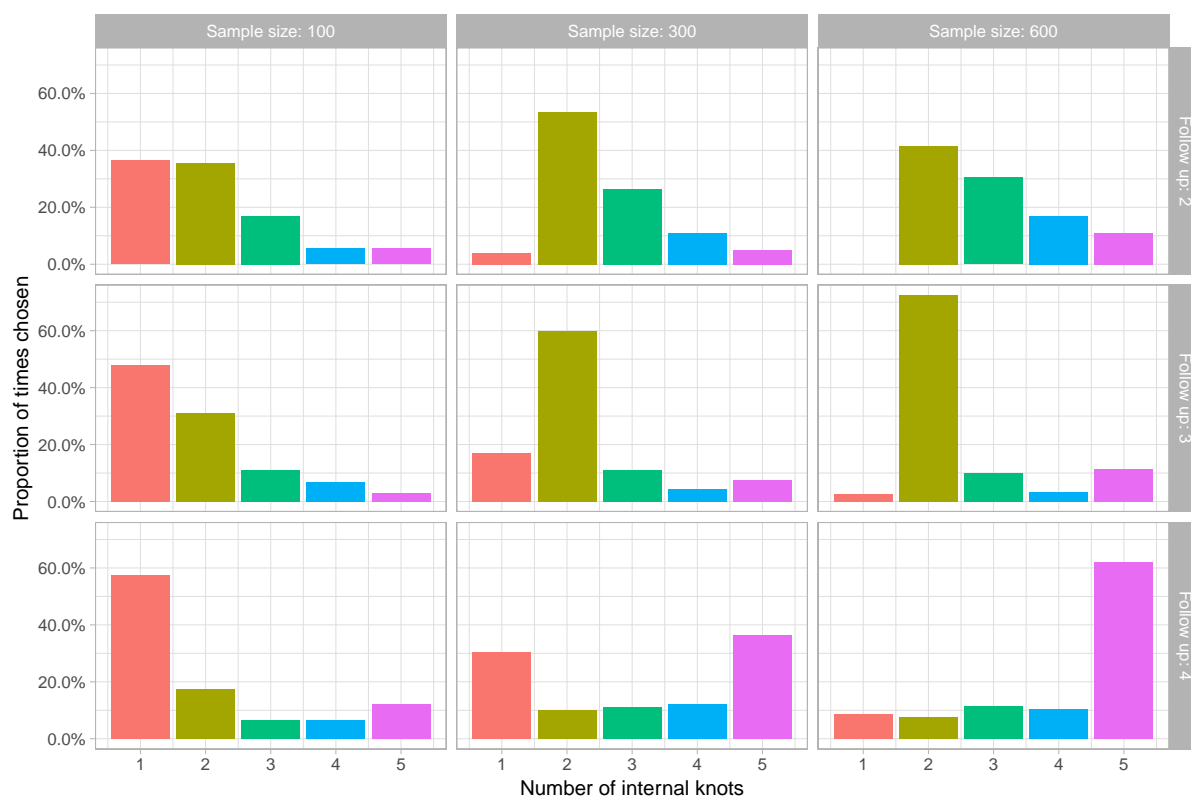 Sample size: 100
Sample size: 300
Sample size: 600
Proportion of times chosen
60.0%
40.0%
20.0%
0.0%
Follow up: 2
60.0%
40.0%
20.0%
0.0%
Follow up: 3
60.0%
40.0%
20.0%
0.0%
Follow up: 4
1 2 3 4 5
1 2 3 4 5
1 2 3 4 5
Number of internal knots